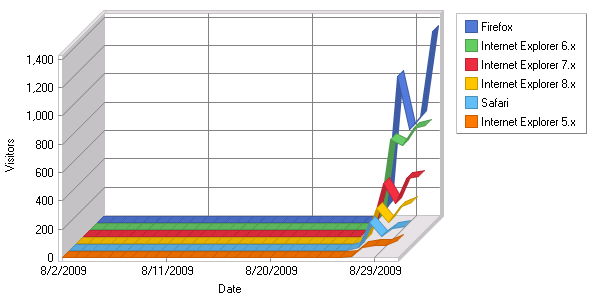 Firefox
Internet Explorer 6.x
Internet Explorer 7.x
Internet Explorer 8.x
Safari
Internet Explorer 5.x
1,400
1,200
1,000
800
600
400
200
0
Visitors
8/2/2009 8/11/2009 8/20/2009 8/29/2009
Date